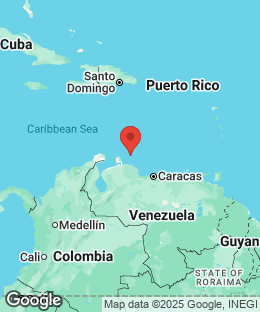 Cuba
Santo
Domingo
Puerto Rico
Caribbean Sea
Caracas
Medellín
Venezuela
Guyan
Cali
Colombia
STATE OF
RORAIMA
Google
Map data ©2025 Google, INEGI